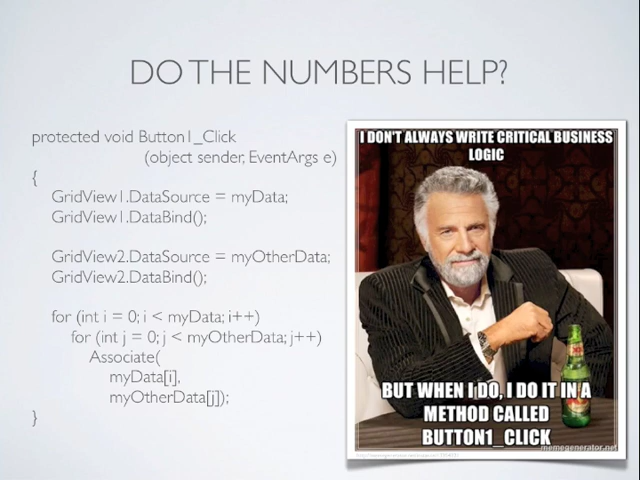 DO THE NUMBERS HELP?
protected void Button1_Click
(object sender, EventArgs e)
{
GridView1.DataSource = myData;
GridView1.DataBind();
GridView2.DataSource = myOtherData;
GridView2.DataBind();
for (int i = 0; i < myData; i++)
for (int j = 0; j < myOtherData; j++)
Associate(
myData[i],
myOtherData[j]);
}
I DON'T ALWAYS WRITE CRITICAL BUSINESS
LOGIC
BUT WHEN I DO, I DO IT IN A
METHOD CALLED
BUTTON1_CLICK
memegenerator.net